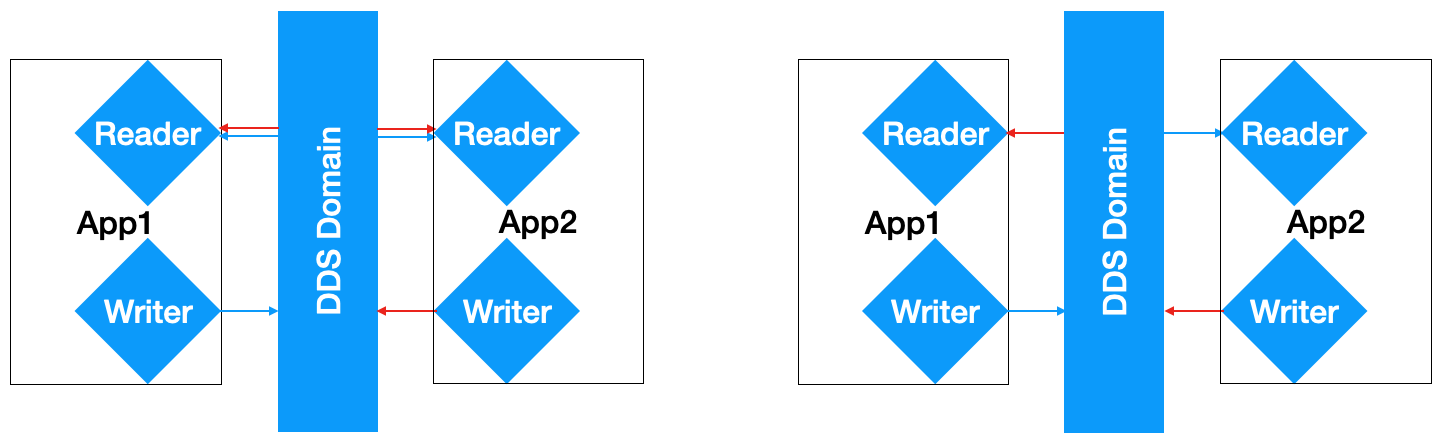 Reader
App1
Writer
DDS Domain
Reader
App2
Writer
Reader
App1
Writer
DDS Domain
Reader
App2
Writer